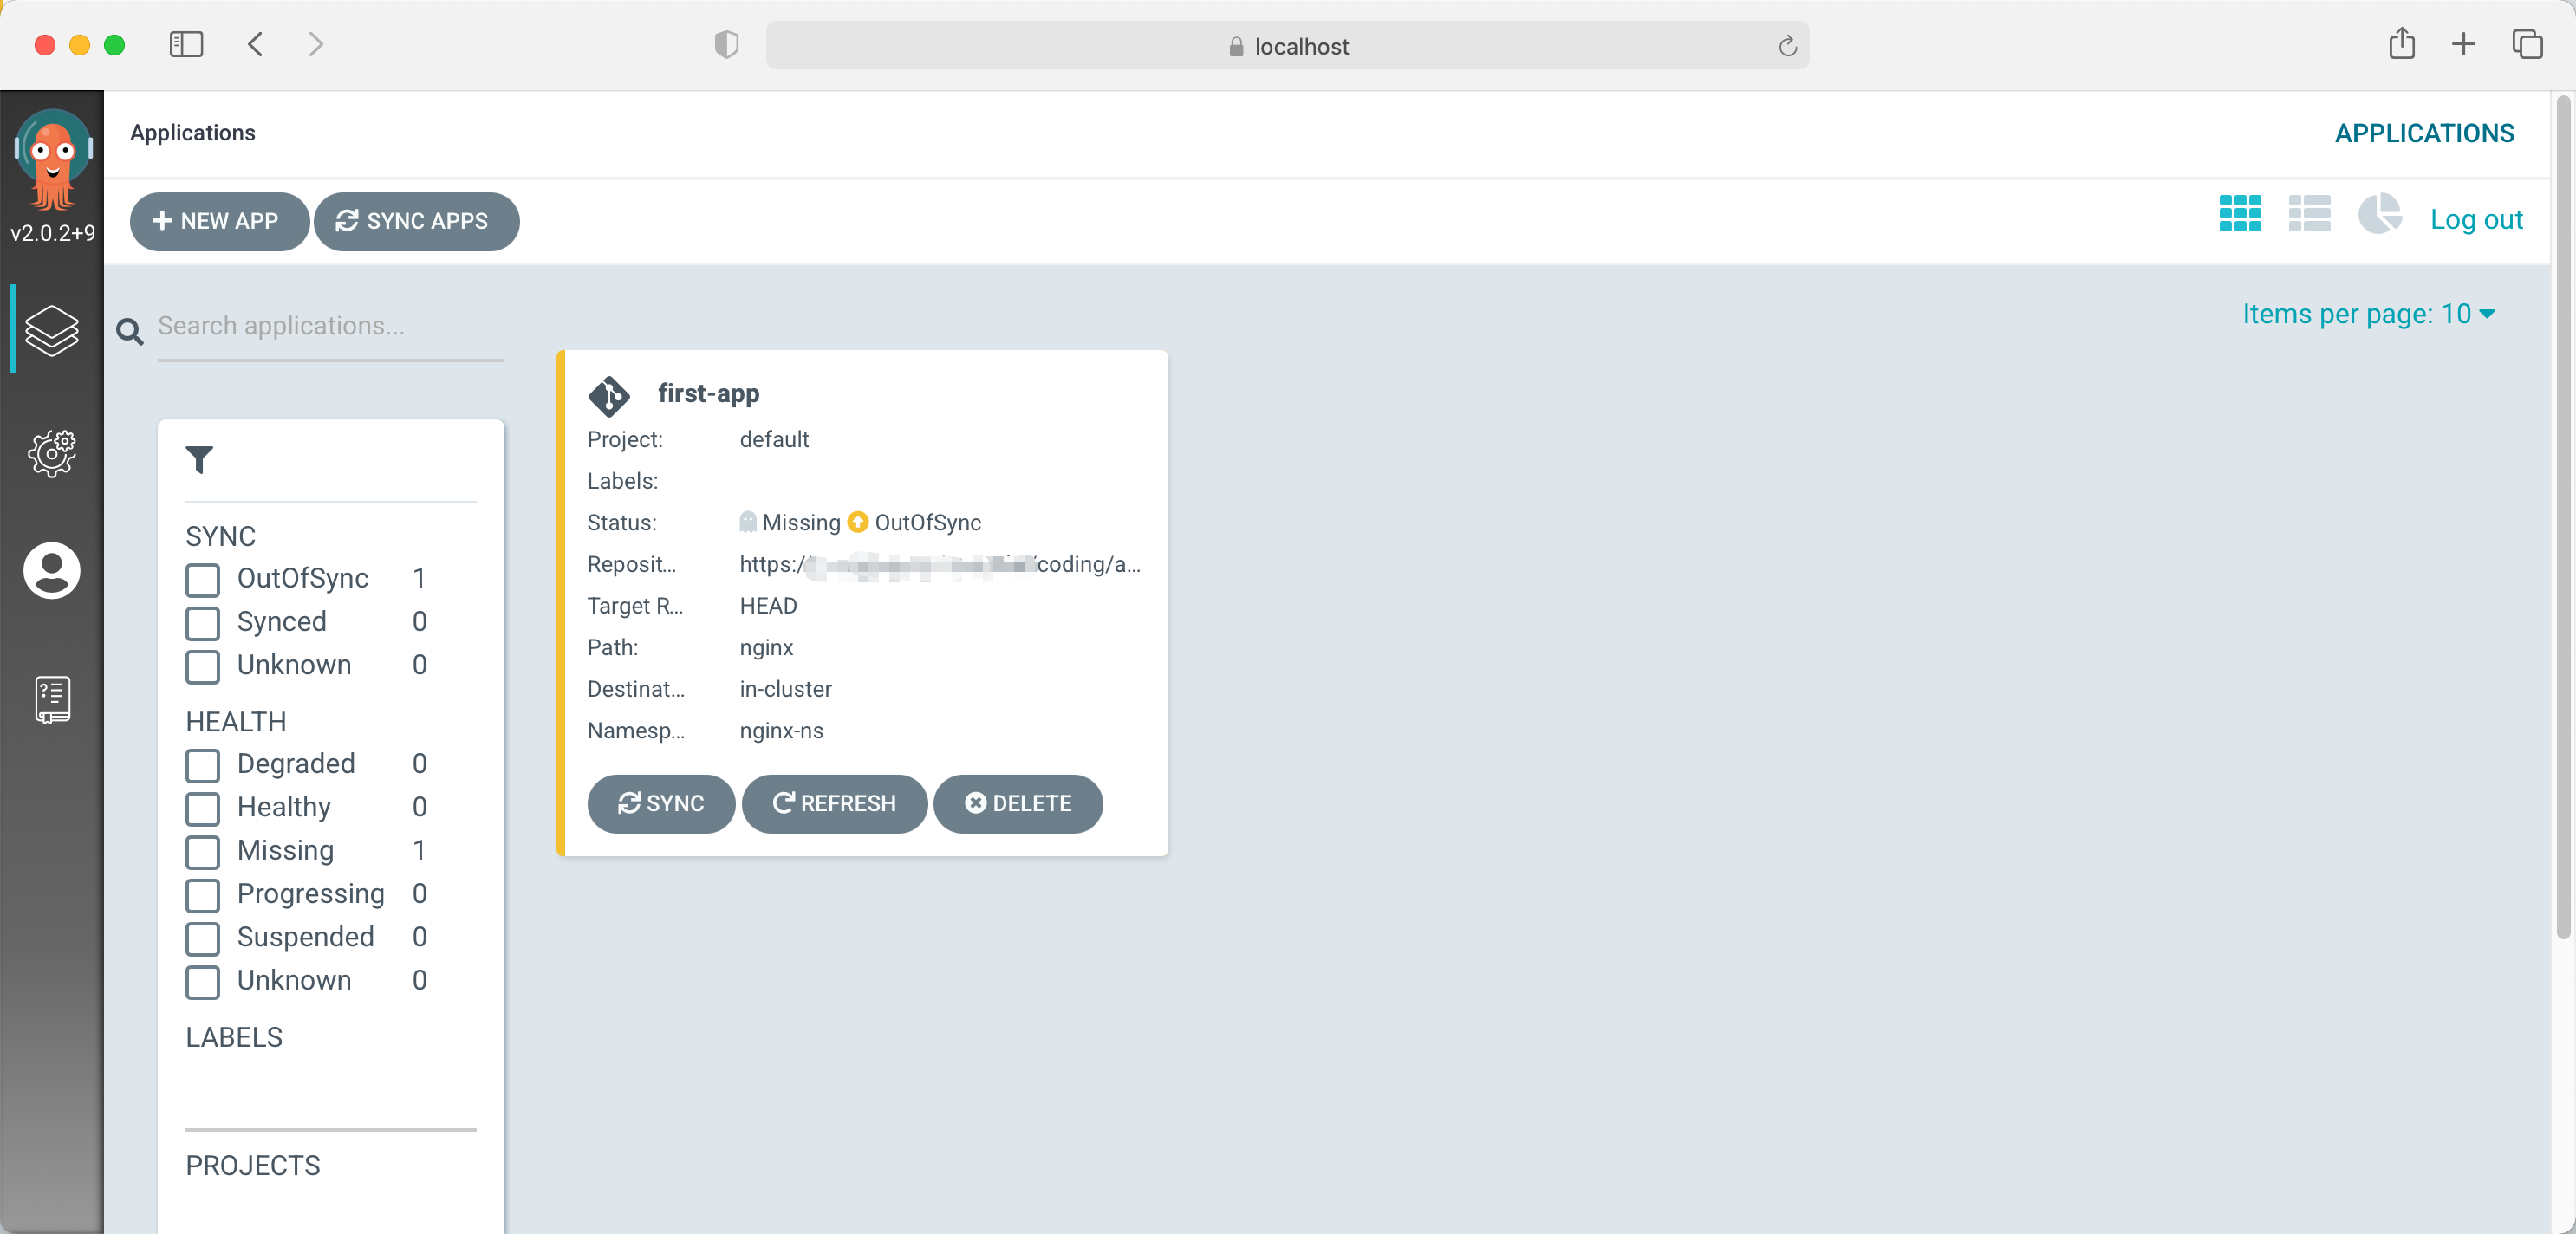 localhost
Applications
APPLICATIONS
NEW APP
SYNC APPS
Log out
v2.0.2+9
Search applications...
Items per page: 10
first-app
Project: default
Labels:
Status: Missing OutOfSync
Reposit... https:/ coding/a...
Target R... HEAD
Path: nginx
Destinat... in-cluster
Namesp... nginx-ns
SYNC
REFRESH
DELETE
SYNC
OutOfSync 1
Synced 0
Unknown 0
HEALTH
Degraded 0
Healthy 0
Missing 1
Progressing 0
Suspended 0
Unknown 0
LABELS
PROJECTS